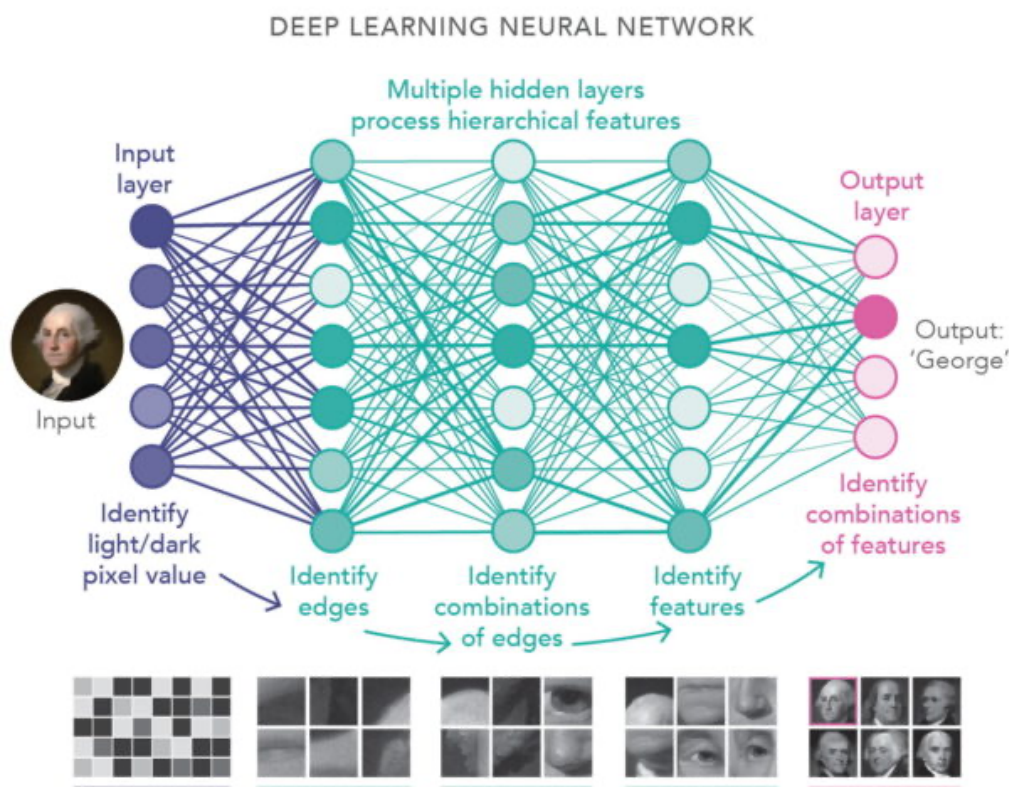 DEEP LEARNING NEURAL NETWORK
Multiple hidden layers
process hierarchical features
Input
layer
Output
layer
Input
Output:
‘George’
Identify
light/dark
pixel value
Identify
edges
Identify
combinations
of edges
Identify
features
Identify
combinations
of features